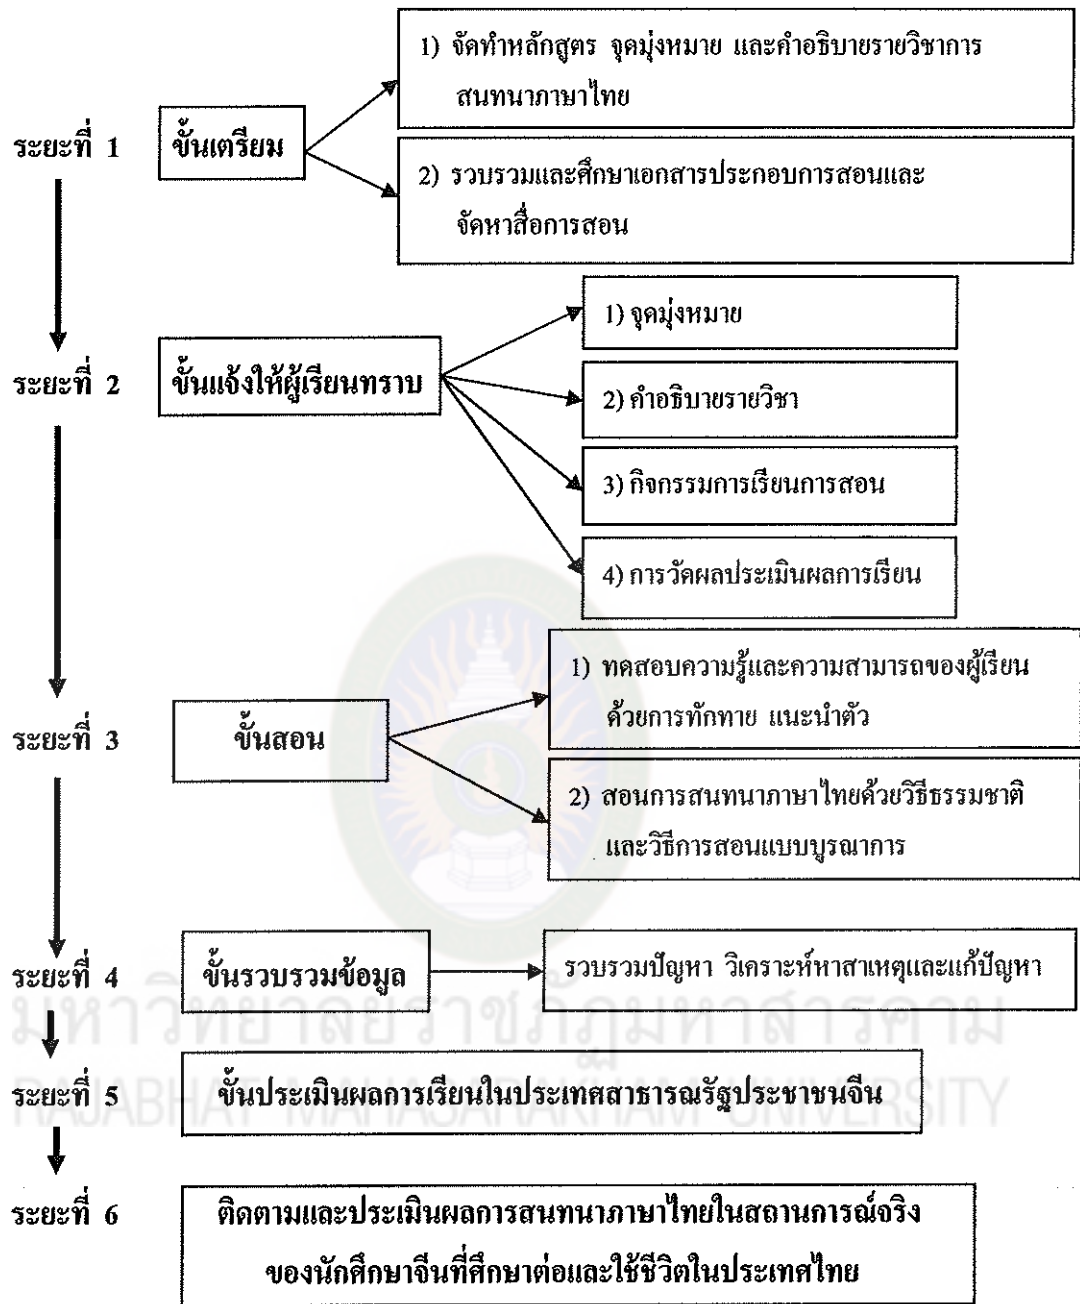 1) จัดทำหลักสูตร จุดมุ่งหมาย และคำอธิบายรายวิชาการ
สนทนาภาษาไทย
ระยะที่ 1
ขั้นเตรียม
2) รวบรวมและศึกษาเอกสารประกอบการสอนและ
จัดหาสื่อการสอน
1) จุดมุ่งหมาย
ระยะที่ 2
ขั้นแจ้งให้ผู้เรียนทราบ
2) คำอธิบายรายวิชา
3) กิจกรรมการเรียนการสอน
4) การวัดผลประเมินผลการเรียน
1) ทดสอบความรู้และความสามารถของผู้เรียน
ด้วยการทักทาย แนะนำตัว
ระยะที่ 3
ขั้นสอน
2) สอนการสนทนาภาษาไทยด้วยวิธีธรรมชาติ
และวิธีการสอนแบบบูรณาการ
ระยะที่ 4
ขั้นรวบรวมข้อมูล
รวบรวมปัญหา วิเคราะห์หาสาเหตุและแก้ปัญหา
มหาวิทยาลัยราชภัฏมหาสารคาม
ระยะที่ 5
ขั้นประเมินผลการเรียนในประเทศสาธารณรัฐประชาชนจีน
RAJABHAT MAHASARAKHAM UNIVERSITY
ระยะที่ 6
ติดตามและประเมินผลการสนทนาภาษาไทยในสถานการณ์จริง
ของนักศึกษาจีนที่ศึกษาต่อและใช้ชีวิตในประเทศไทย